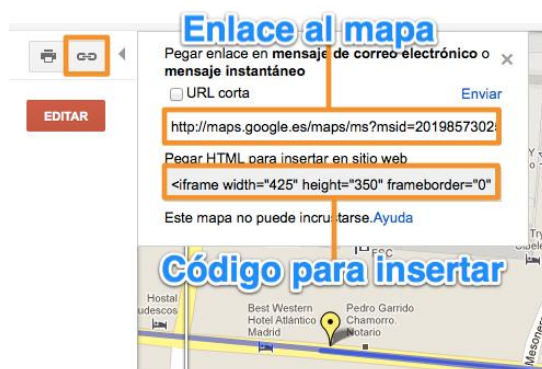 Enlace al mapa
Pegar enlace en mensaje de correo electrónico o
mensaje instantáneo
URL corta
Enviar
EDITAR
http://maps.google.es/maps/ms?msid=2019857302
Pegar HTML para insertar en sitio web
<iframe width="425" height="350" frameborder="0"
Este mapa no puede incrustarse.Ayuda
Código para insertar
Hostal
udescos
Best Western
Hotel Atlántico
Madrid
Pedro Garrido
Chamorro.
Notario